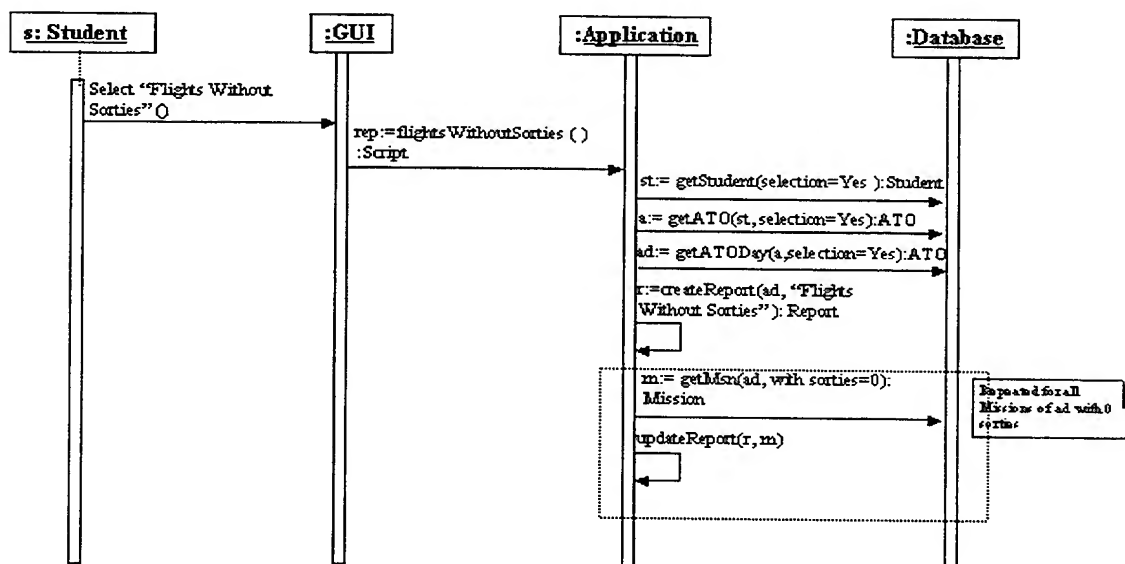 s: Student
:GUI
:Application
:Database
Select “Flights Without
Sorties” ()
rep:=flightsWithoutSorties ( )
:Script
st:= getStudent(selection=Yes ):Student
a:= getATO(st,selection=Yes):ATO
ad:= getATODay(a,selection=Yes):ATO
r:=createReport(ad, “Flights
Without Sorties”): Report
m:= getMsn(ad, with sorties=0):
Mission
Repeated for all
Missions of ad with 0
sorties
updateReport(r, m)